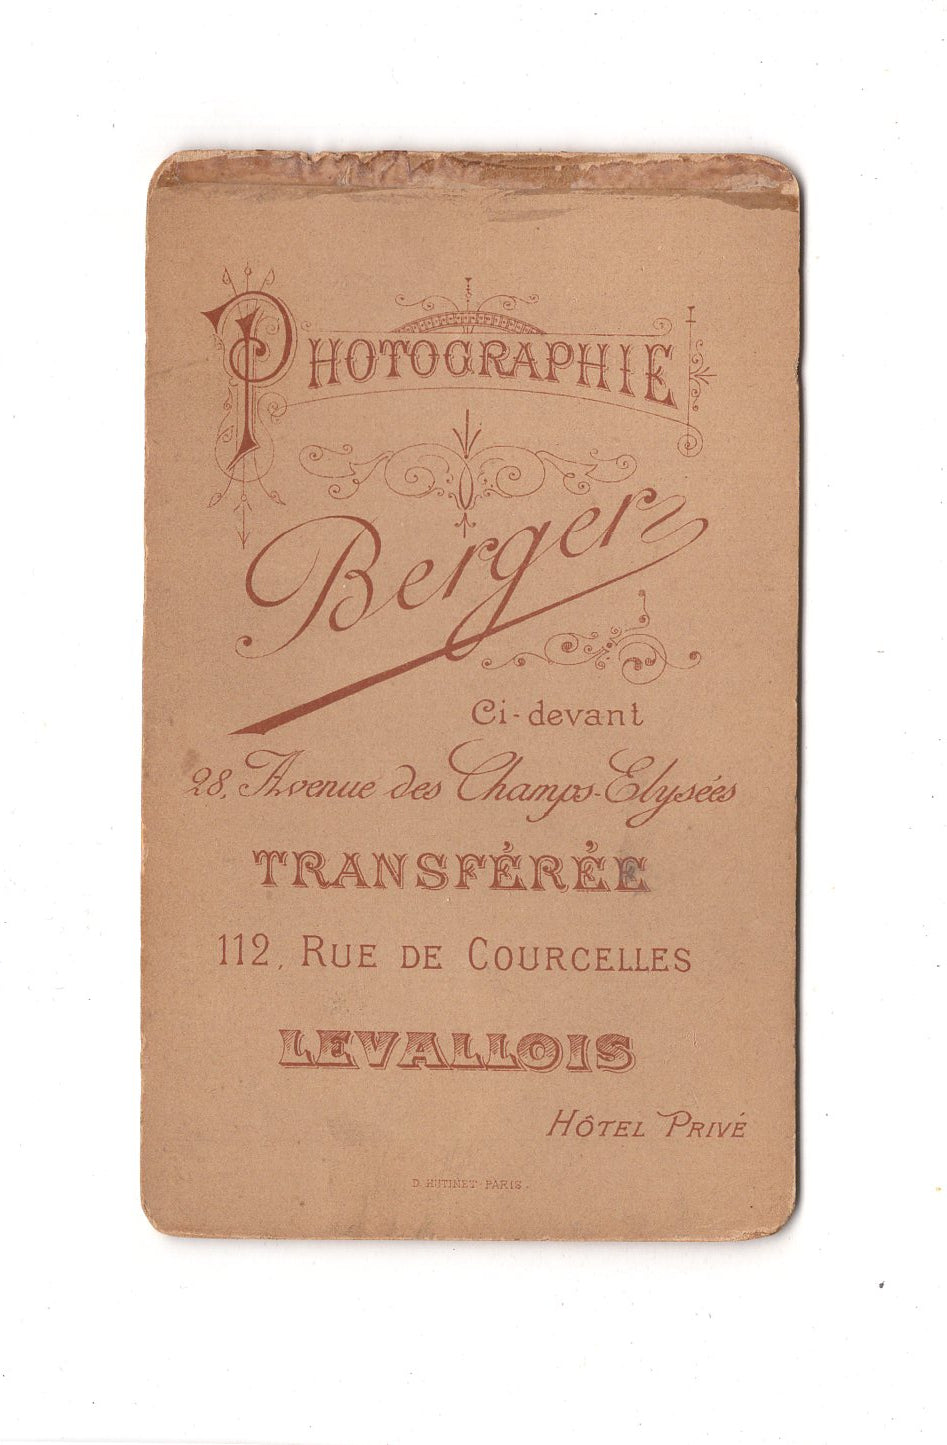 PHOTOGRAPHIE
Berger
Ci-devant
28, Avenue des Champs-Elysées
TRANSFÉRÉE
112, RUE DE COURCELLES
LEVALLOIS
HÔTEL PRIVÉ
D. HUTINET-PARIS.